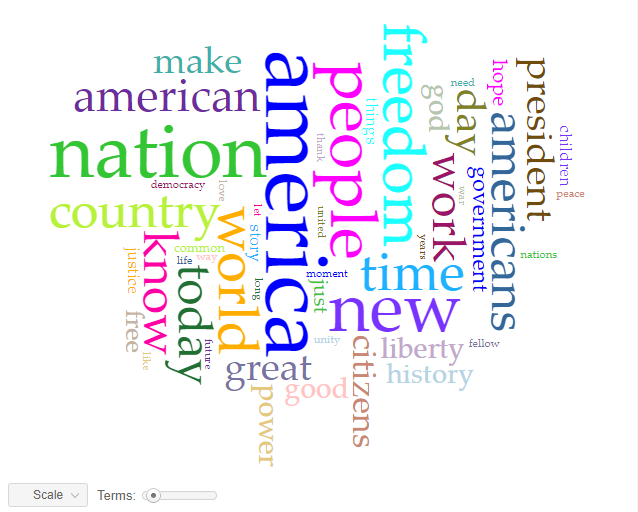 make
american
nation
democracy
country
america
people
freedom
things
thank
need
god
day
hope
president
americans
children
peace
work
war
government
nations
love
let
united
years
story
common
way
life
know
justice
today
world
long
moment
just
time
new
free
like
future
great
unity
citizens
liberty
fellow
history
good
power
Scale
Terms: